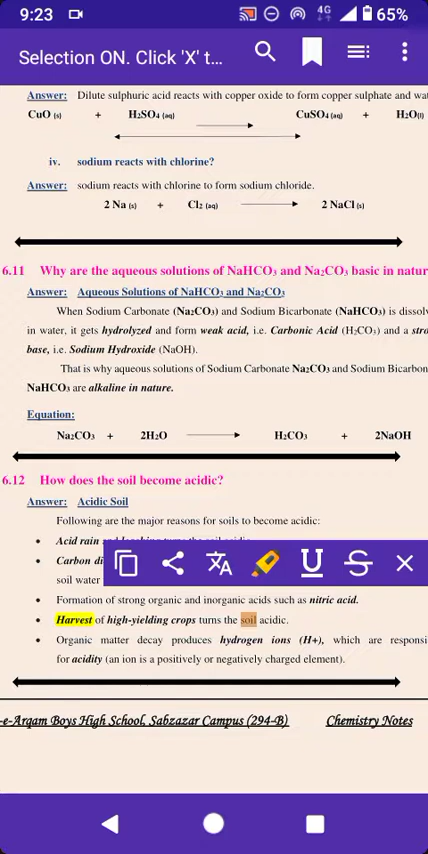 9:23 4G 65%
Selection ON. Click 'X' t...
Answer: Dilute sulphuric acid reacts with copper oxide to form copper sulphate and wat
CuO (s) + H₂SO₄ (aq) CuSO₄ (aq) + H₂O(l)
iv. sodium reacts with chlorine?
Answer: sodium reacts with chlorine to form sodium chloride.
2 Na (s) + Cl₂ (aq) 2 NaCl (s)
6.11 Why are the aqueous solutions of NaHCO₃ and Na₂CO₃ basic in natur
Answer: Aqueous Solutions of NaHCO₃ and Na₂CO₃
When Sodium Carbonate (Na₂CO₃) and Sodium Bicarbonate (NaHCO₃) is dissolv
in water, it gets hydrolyzed and form weak acid, i.e. Carbonic Acid (H₂CO₃) and a stro
base, i.e. Sodium Hydroxide (NaOH).
That is why aqueous solutions of Sodium Carbonate Na₂CO₃ and Sodium Bicarbon
NaHCO₃ are alkaline in nature.
Equation:
Na₂CO₃ + 2H₂O H₂CO₃ + 2NaOH
6.12 How does the soil become acidic?
Answer: Acidic Soil
Following are the major reasons for soils to become acidic:
• Acid rain and leaching turns the soil acidic.
• Carbon di
soil water
• Formation of strong organic and inorganic acids such as nitric acid.
• Harvest of high-yielding crops turns the soil acidic.
• Organic matter decay produces hydrogen ions (H+), which are responsi
for acidity (an ion is a positively or negatively charged element).
-e-Arqam Boys High School, Sabzazar Campus (294-B) Chemistry Notes